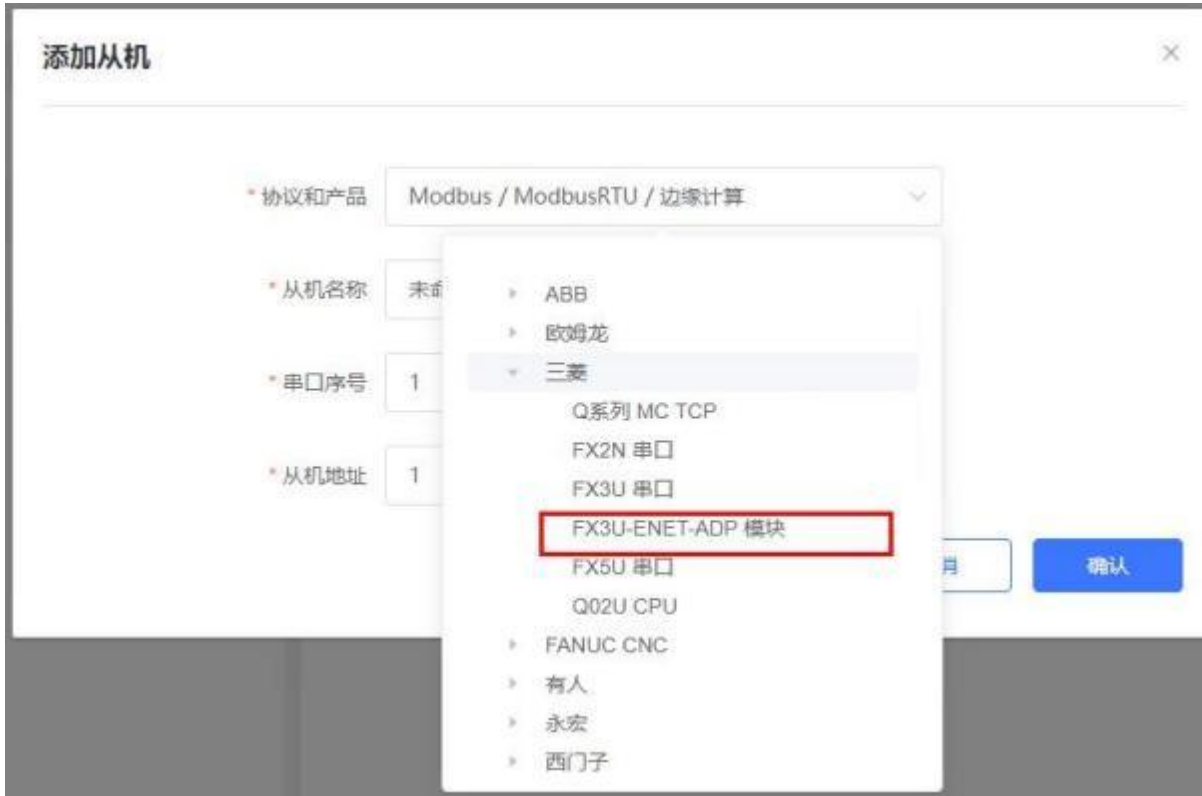 添加从机
* 协议和产品 Modbus / ModbusRTU / 边缘计算
* 从机名称 未
* 串口序号 1
* 从机地址 1
ABB
欧姆龙
三菱
Q系列 MC TCP
FX2N 串口
FX3U 串口
FX3U-ENET-ADP 模块
FX5U 串口
Q02U CPU
FANUC CNC
有人
永宏
西门子
确认